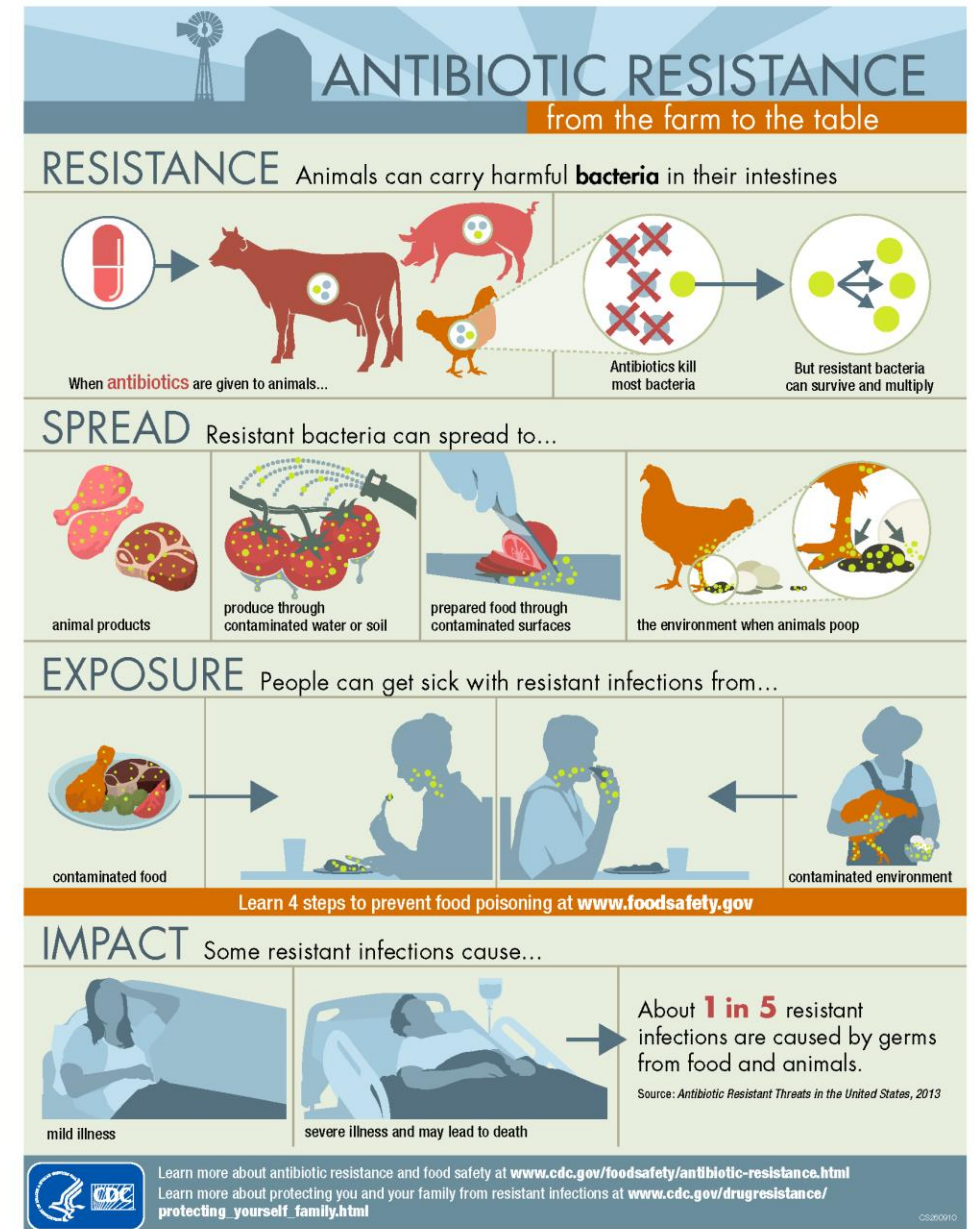 ANTIBIOTIC RESISTANCE
from the farm to the table
RESISTANCE Animals can carry harmful bacteria in their intestines
When antibiotics are given to animals...
Antibiotics kill
most bacteria
But resistant bacteria
can survive and multiply
SPREAD Resistant bacteria can spread to...
animal products
produce through
contaminated water or soil
prepared food through
contaminated surfaces
the environment when animals poop
EXPOSURE People can get sick with resistant infections from...
contaminated food
contaminated environment
Learn 4 steps to prevent food poisoning at www.foodsafety.gov
IMPACT Some resistant infections cause...
mild illness
severe illness and may lead to death
About 1 in 5 resistant
infections are caused by germs
from food and animals.
Source: Antibiotic Resistant Threats in the United States, 2013
CDC
Learn more about antibiotic resistance and food safety at www.cdc.gov/foodsafety/antibiotic-resistance.html
Learn more about protecting you and your family from resistant infections at www.cdc.gov/drugresistance/
protecting_yourself_family.html
CS260910